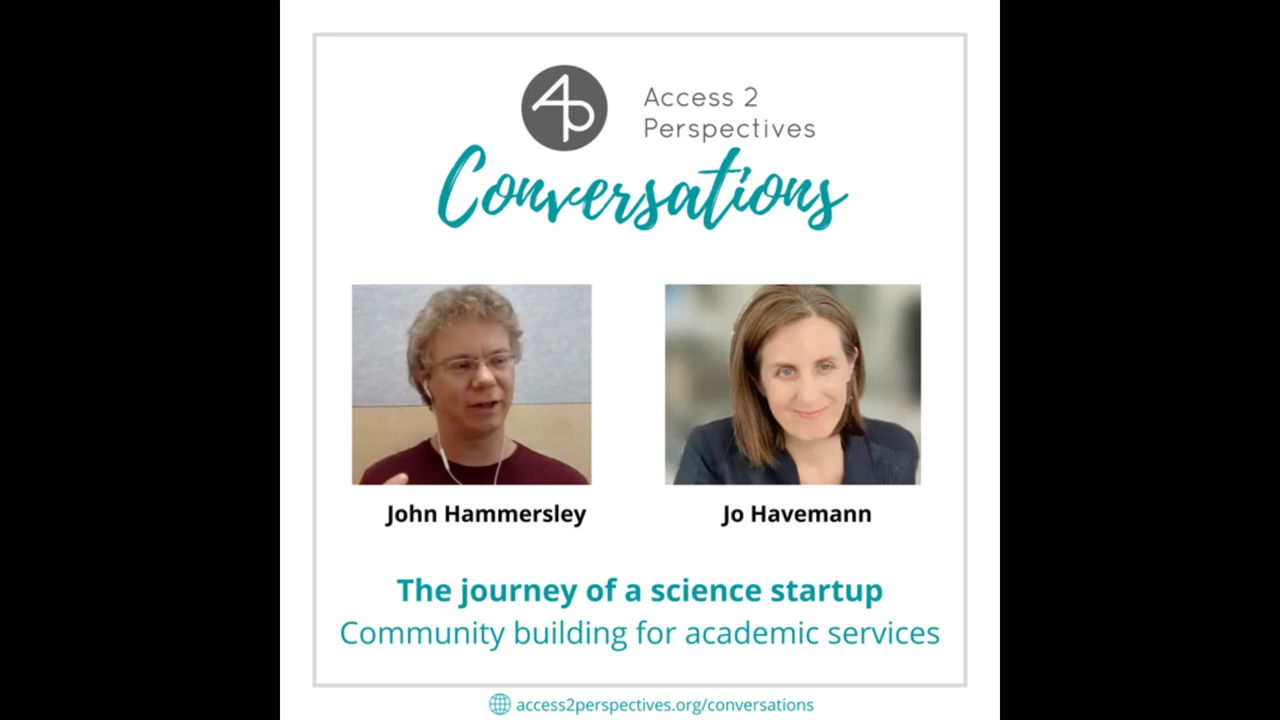 Access 2
Perspectives
Conversations
John Hammersley
Jo Havemann
The journey of a science startup
Community building for academic services
access2perspectives.org/conversations